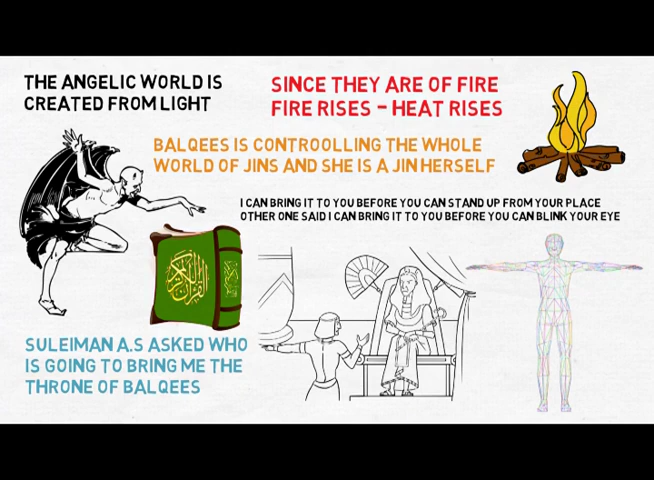 THE ANGELIC WORLD IS
CREATED FROM LIGHT
SINCE THEY ARE OF FIRE
FIRE RISES - HEAT RISES
BALQEES IS CONTROOLLING THE WHOLE
WORLD OF JINS AND SHE IS A JIN HERSELF
I CAN BRING IT TO YOU BEFORE YOU CAN STAND UP FROM YOUR PLACE
OTHER ONE SAID I CAN BRING IT TO YOU BEFORE YOU CAN BLINK YOUR EYE
القرآن الكريم
SULEIMAN A.S ASKED WHO
IS GOING TO BRING ME THE
THRONE OF BALQEES